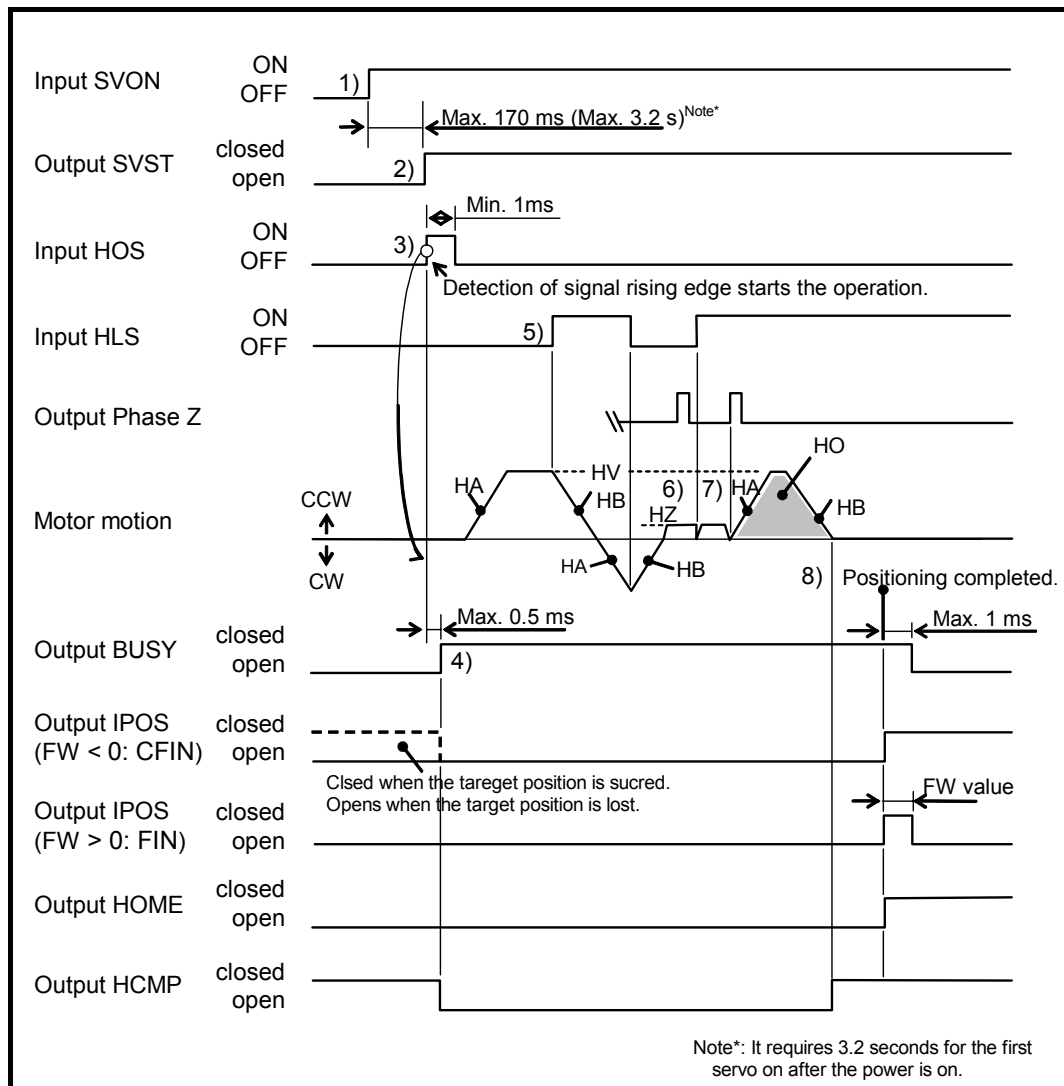 Input SVON
ON
OFF
1)
Max. 170 ms (Max. 3.2 s)Note*
Output SVST
closed
open
2)
Min. 1ms
Input HOS
ON
OFF
3)
Detection of signal rising edge starts the operation.
Input HLS
ON
OFF
5)
Output Phase Z
HO
HV
HA
HB
6)
7)
HA
HB
HZ
Motor motion
CCW
CW
HA
HB
8)
Positioning completed.
Max. 0.5 ms
Max. 1 ms
Output BUSY
closed
open
4)
Output IPOS
(FW < 0: CFIN)
closed
open
Clsed when the tareget position is sucred.
Opens when the target position is lost.
FW value
Output IPOS
(FW > 0: FIN)
closed
open
Output HOME
closed
open
Output HCMP
closed
open
Note*: It requires 3.2 seconds for the first
servo on after the power is on.